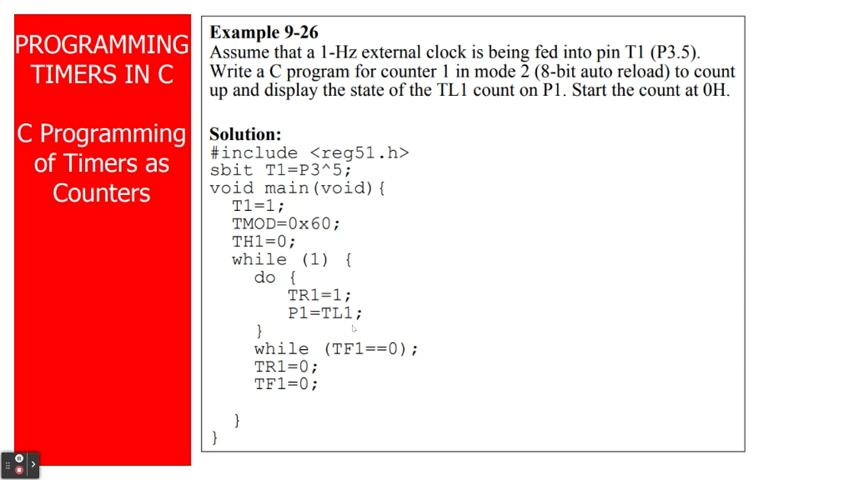 PROGRAMMING
TIMERS IN C
C Programming
of Timers as
Counters
Example 9-26
Assume that a 1-Hz external clock is being fed into pin T1 (P3.5).
Write a C program for counter 1 in mode 2 (8-bit auto reload) to count
up and display the state of the TL1 count on P1. Start the count at 0H.
Solution:
#include <reg51.h>
sbit T1=P3^5;
void main(void){
T1=1;
TMOD=0x60;
TH1=0;
while (1) {
do {
TR1=1;
P1=TL1;
}
while (TF1==0);
TR1=0;
TF1=0;
}
}